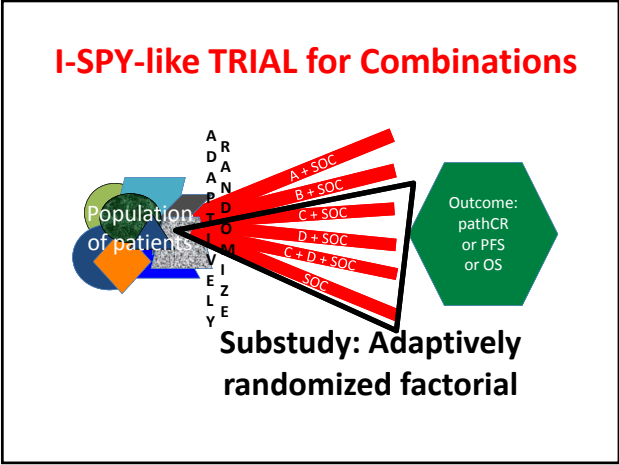 I-SPY-like TRIAL for Combinations
ADAPTIVELY
RANDOMIZE
Population
of patients
A + SOC
B + SOC
C + SOC
D + SOC
C + D + SOC
SOC
Outcome:
pathCR
or PFS
or OS
Substudy: Adaptively
randomized factorial